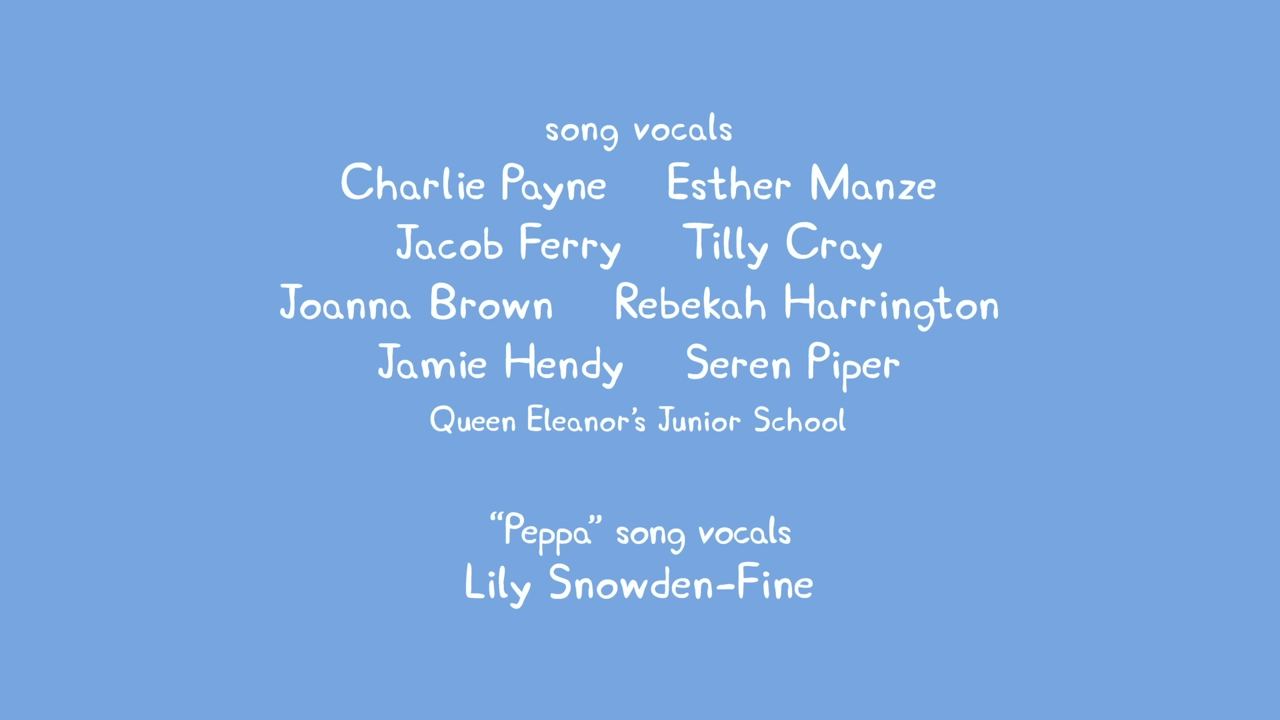 song vocals
Charlie Payne Esther Manze
Jacob Ferry Tilly Cray
Joanna Brown Rebekah Harrington
Jamie Hendy Seren Piper
Queen Eleanor's Junior School
“Peppa” song vocals
Lily Snowden-Fine